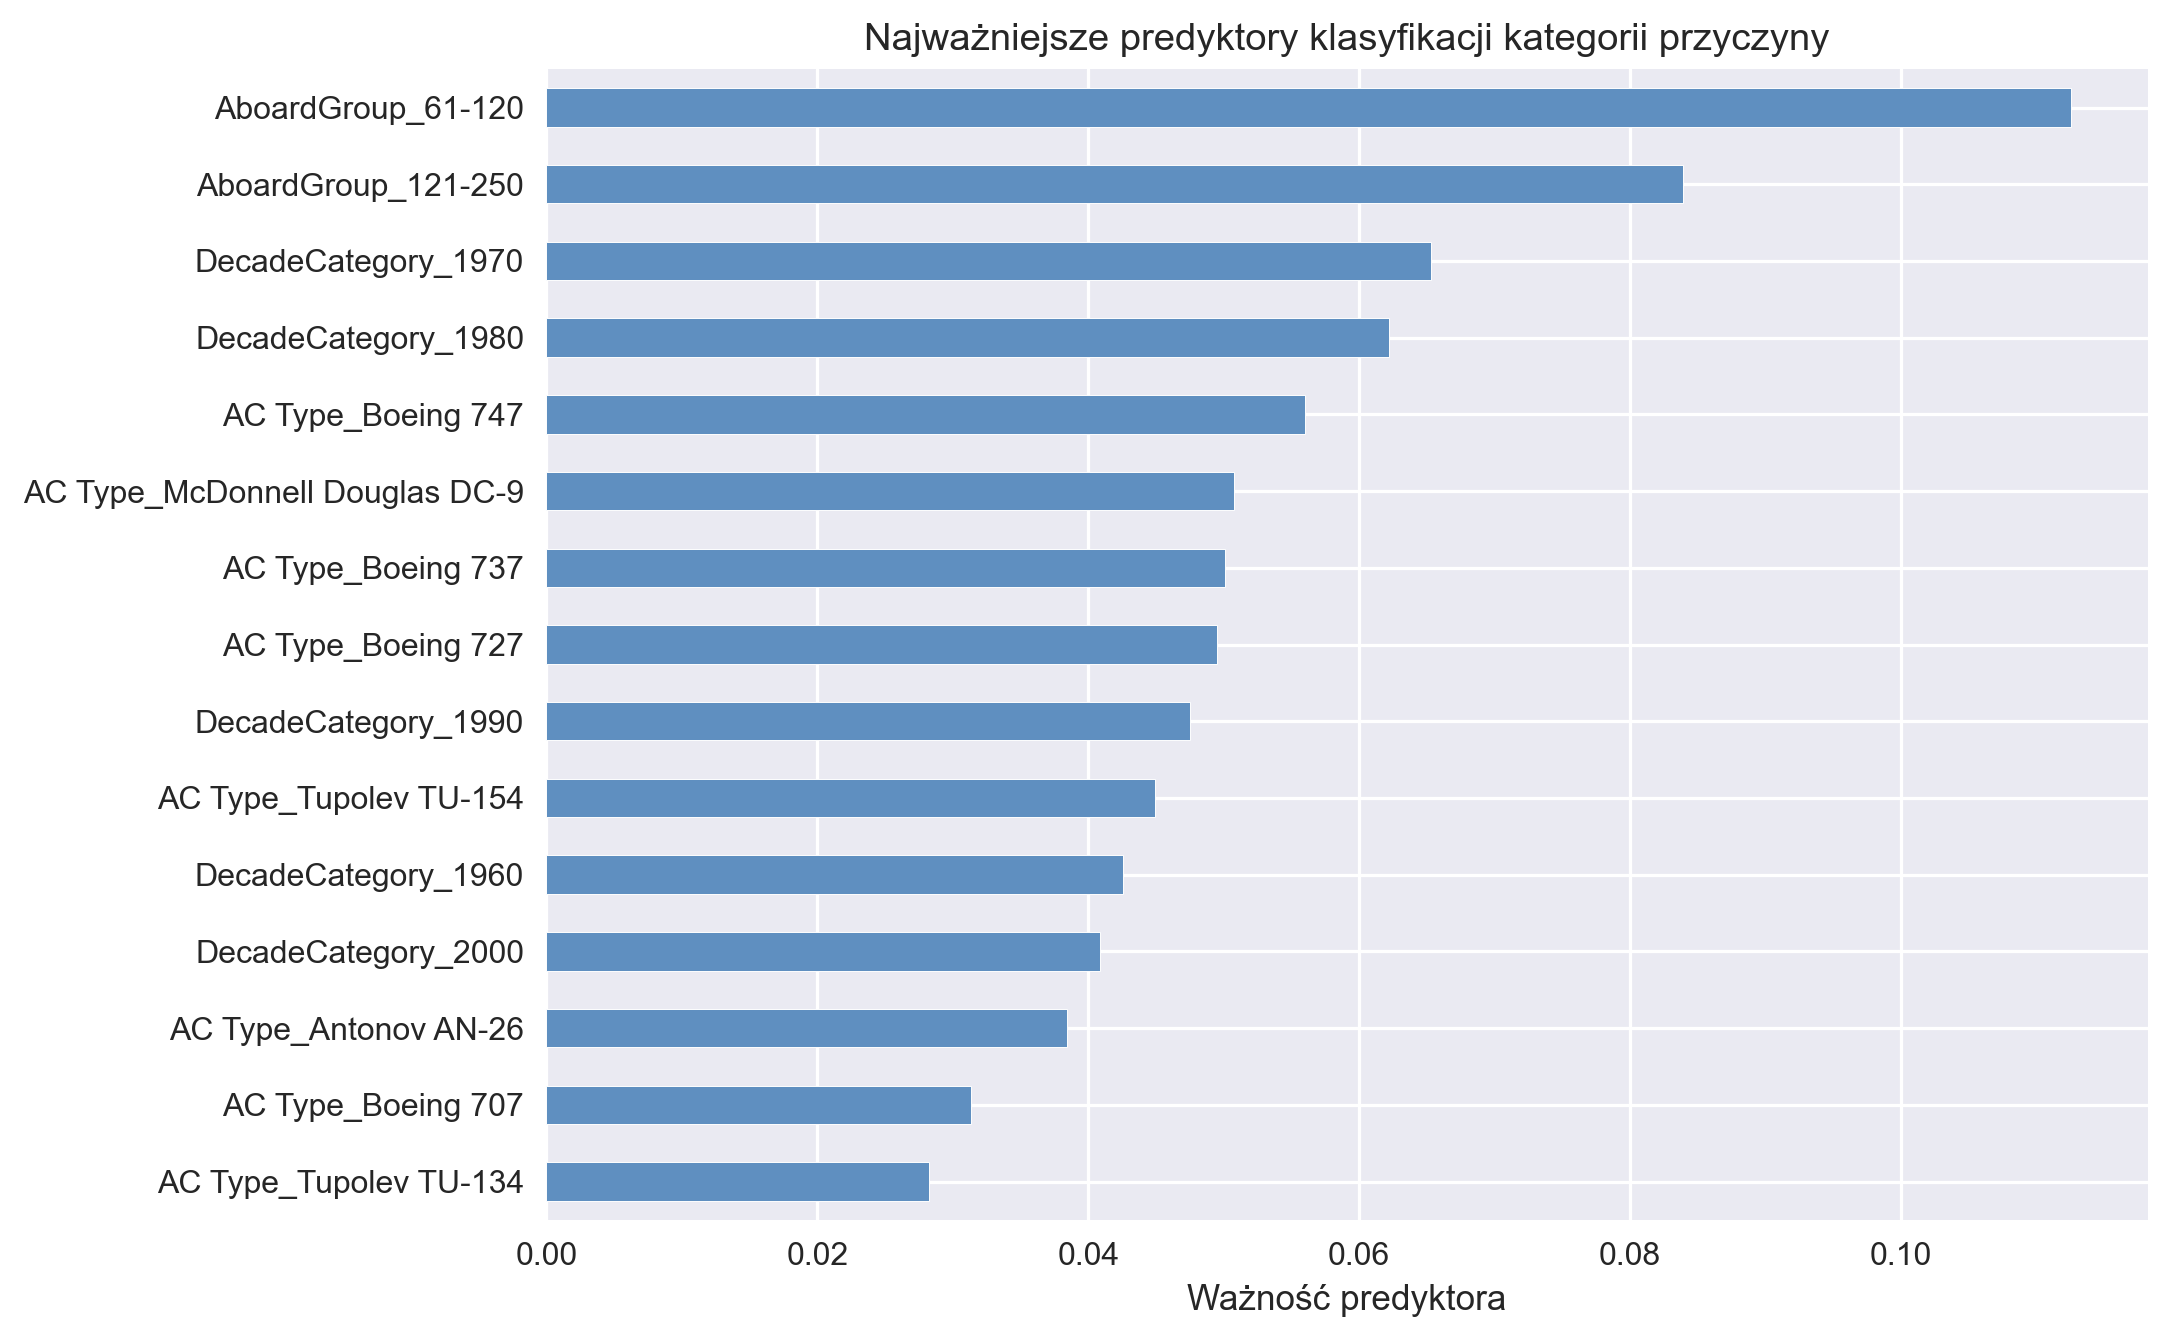 Najważniejsze predyktory klasyfikacji kategorii przyczyny
AboardGroup_61-120
AboardGroup_121-250
DecadeCategory_1970
DecadeCategory_1980
AC Type_Boeing 747
AC Type_McDonnell Douglas DC-9
AC Type_Boeing 737
AC Type_Boeing 727
DecadeCategory_1990
AC Type_Tupolev TU-154
DecadeCategory_1960
DecadeCategory_2000
AC Type_Antonov AN-26
AC Type_Boeing 707
AC Type_Tupolev TU-134
0.00 0.02 0.04 0.06 0.08 0.10
Ważność predyktora